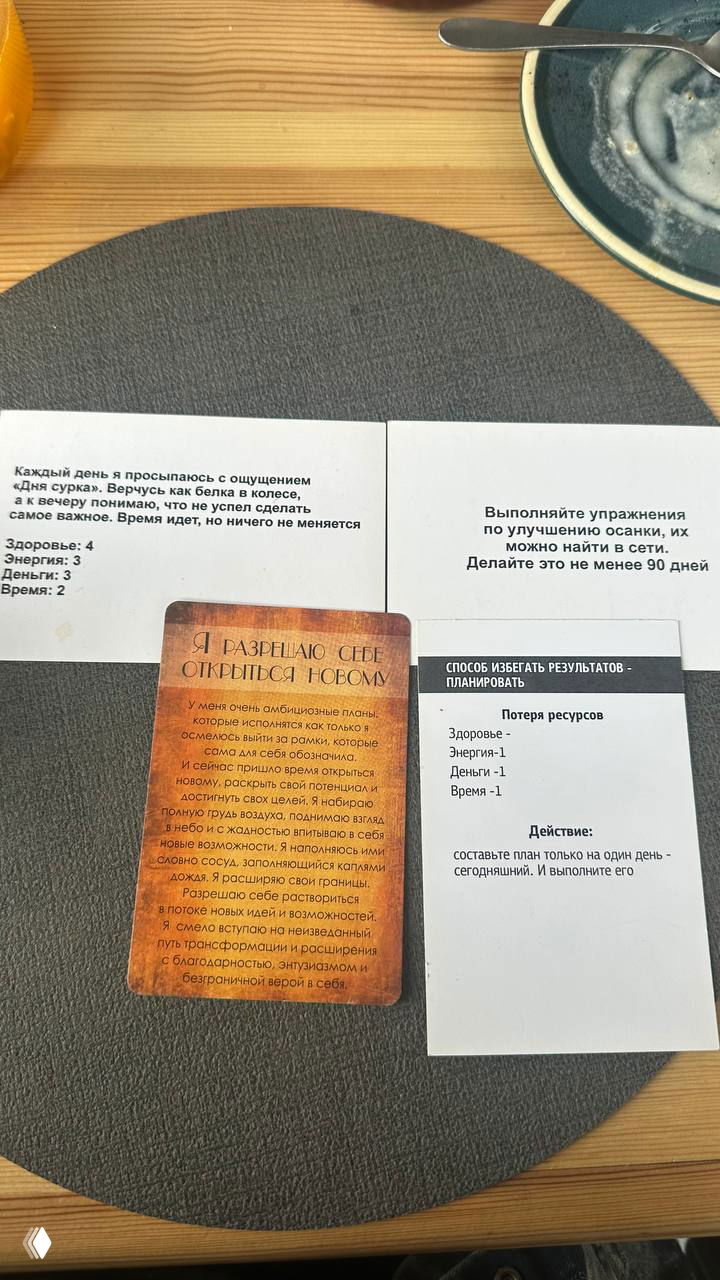 Каждый день я просыпаюсь с ощущением
«Дня сурка». Верчусь как белка в колесе,
а к вечеру понимаю, что не успел сделать
самое важное. Время идет, но ничего не меняется
Здоровье: 4
Энергия: 3
Деньги: 3
Время: 2
Выполняйте упражнения
по улучшению осанки, их
можно найти в сети.
Делайте это не менее 90 дней
Я РАЗРЕШАЮ СЕБЕ
ОТКРЫТЬСЯ НОВОМУ
У меня очень амбициозные планы,
которые исполнятся как только я
осмелюсь выйти за рамки, которые
сама для себя обозначила.
И сейчас пришло время открыться
новому, раскрыть свой потенциал и
достигнуть свох целей. Я набираю
полную грудь воздуха, поднимаю взгляд
в небо и с жадностью впитываю в себя
новые возможности. Я наполняюсь ими
словно сосуд, заполняющийся каплями
дождя. Я расширяю свои границы.
Разрешаю себе раствориться
в потоке новых идей и возможностей.
Я смело вступаю на неизведанный
путь трансформации и расширения
с благодарностью, энтузиазмом и
безграничной верой в себя.
СПОСОБ ИЗБЕГАТЬ РЕЗУЛЬТАТОВ -
ПЛАНИРОВАТЬ
Потеря ресурсов
Здоровье -
Энергия-1
Деньги -1
Время -1
Действие:
составьте план только на один день -
сегодняшний. И выполните его